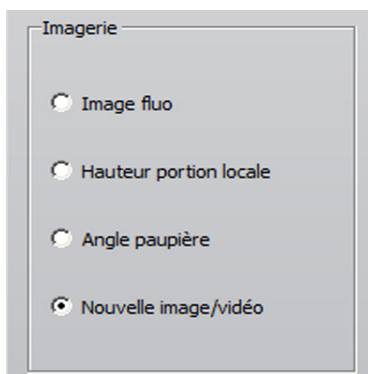 Imagerie
Image fluo
Hauteur portion locale
Angle paupière
Nouvelle image/vidéo